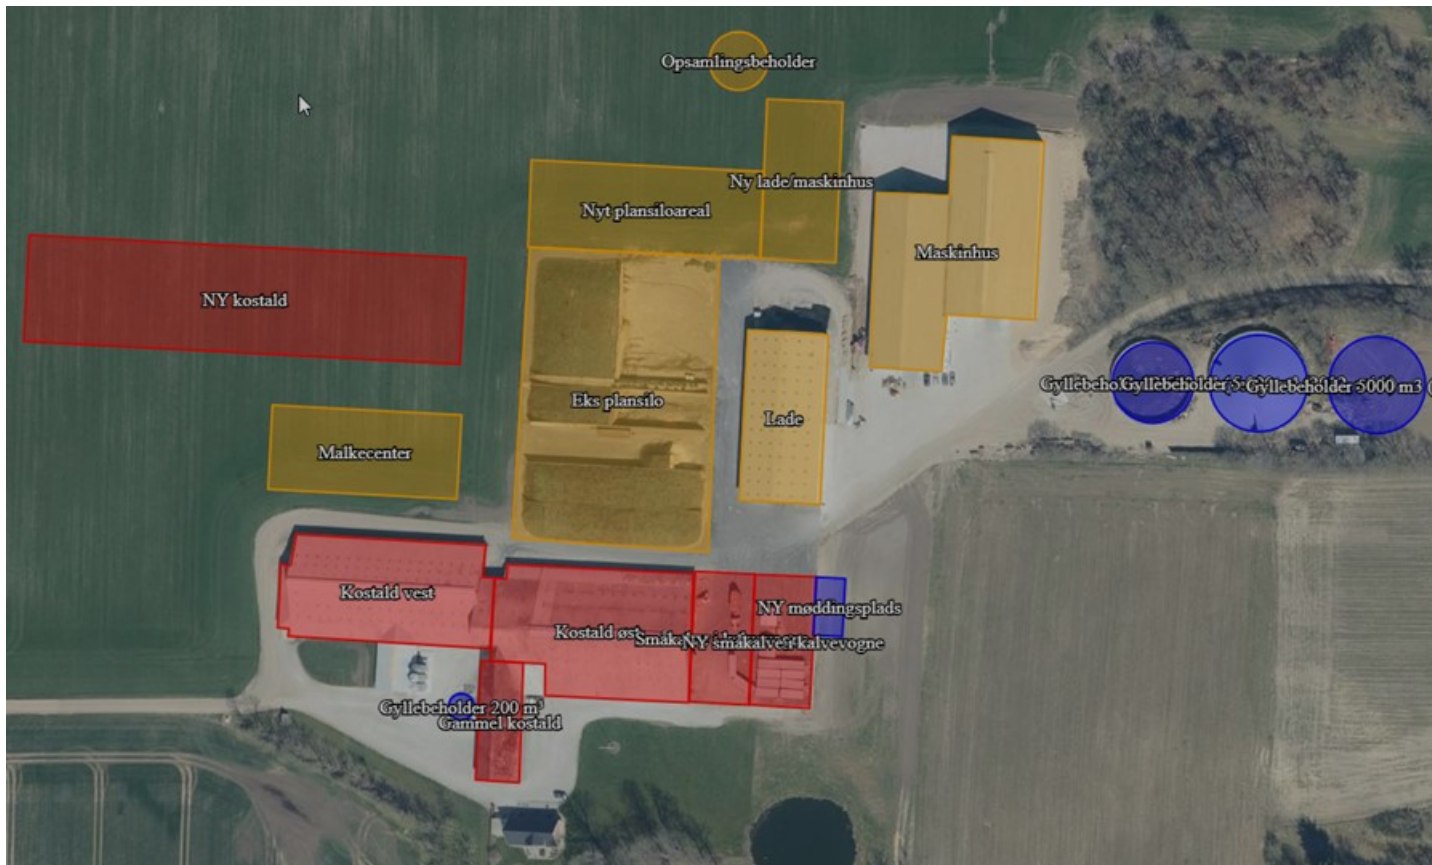 Opsamlingsbeholder
Ny lade/maskinhus
Nyt plansiloareal
Maskinhus
NY kostald
Gyllebeho
Gyllebeholder
Gyllebeholder 5000 m3
Eks plansilo
Lade
Malkecenter
Kostald vest
NY møddingsplads
Kostald øst
NY småkalve
kalvevogne
Gyllebeholder 200 m³
Gammel kostald